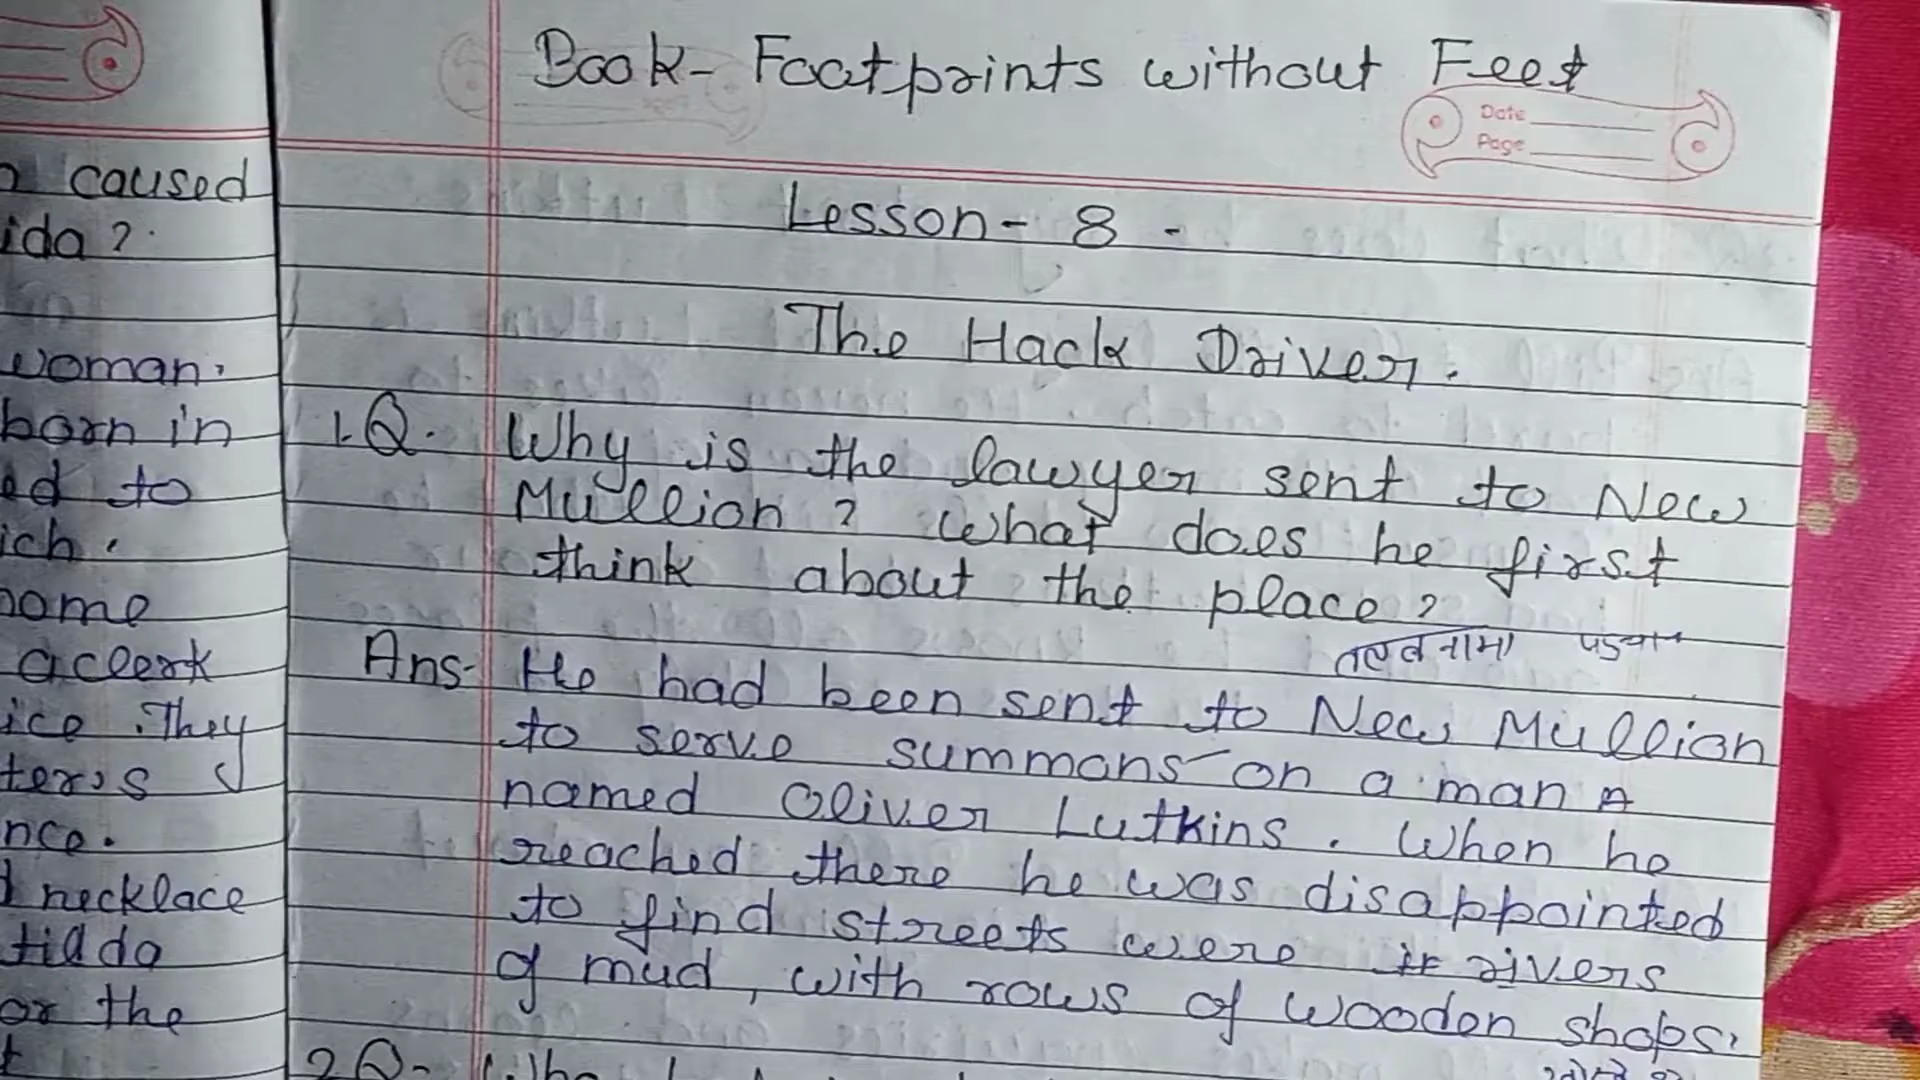 Book- Footprints without Feet
Date
Page
Lesson- 8 -
The Hack Driver.
1.Q. Why is the lawyer sent to New
Mullion? what does he first
think about the place?
Ans- He had been sent to New Mullion
to serve summons on a man
named Oliver Lutkins. When he
reached there he was disappointed
to find streets were rivers
of mud, with rows of wooden shops.
2Q-
caused
ida?
woman.
born in
ed to
ich.
home
a clerk
ice. They
ter's
nce.
necklace
tilda
or the
t